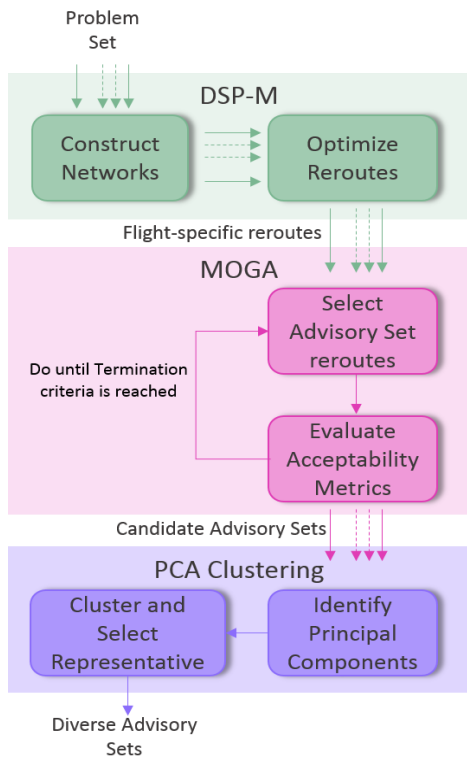 Problem
Set
DSP-M
Construct
Networks
Optimize
Reroutes
Flight-specific reroutes
MOGA
Select
Advisory Set
reroutes
Do until Termination
criteria is reached
Evaluate
Acceptability
Metrics
Candidate Advisory Sets
PCA Clustering
Cluster and
Select
Representative
Identify
Principal
Components
Diverse Advisory
Sets